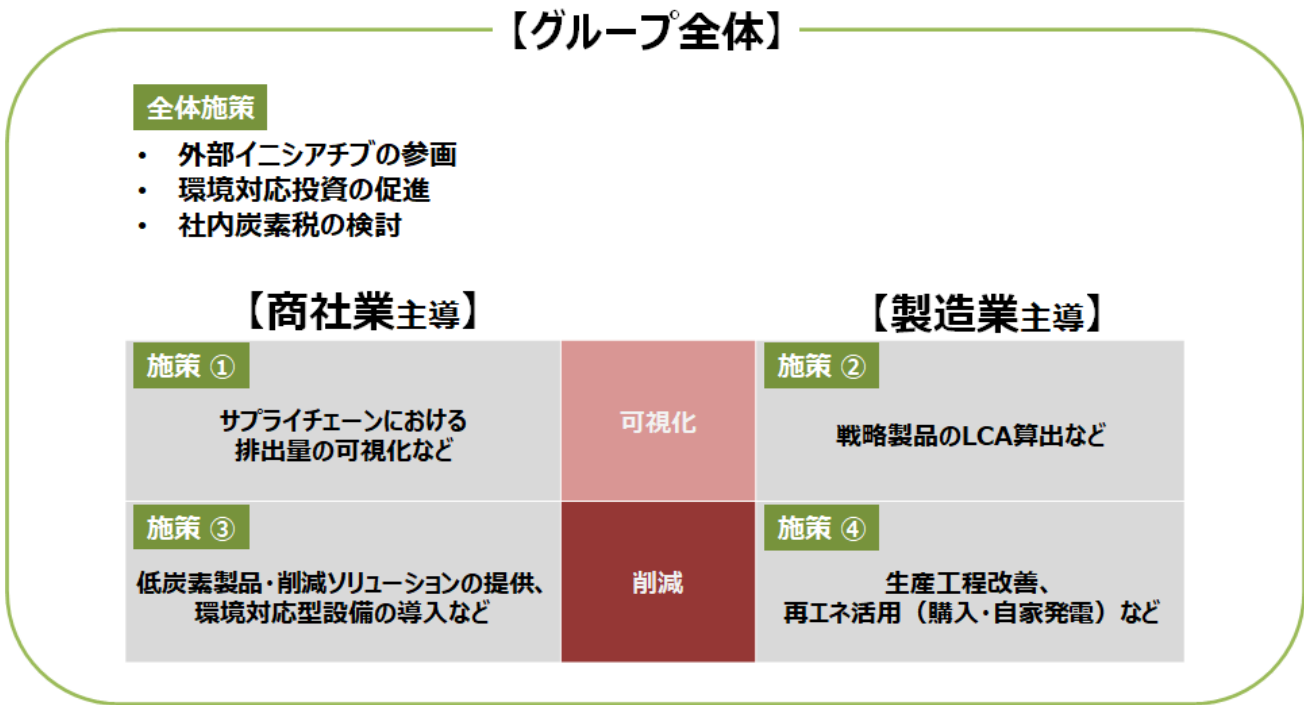 【グループ全体】
全体施策
・ 外部イニシアチブの参画
・ 環境対応投資の促進
・ 社内炭素税の検討
【商社業主導】
【製造業主導】
施策 ①
サプライチェーンにおける
排出量の可視化など
可視化
施策 ②
戦略製品のLCA算出など
施策 ③
低炭素製品・削減ソリューションの提供、
環境対応型設備の導入など
削減
施策 ④
生産工程改善、
再エネ活用（購入・自家発電）など